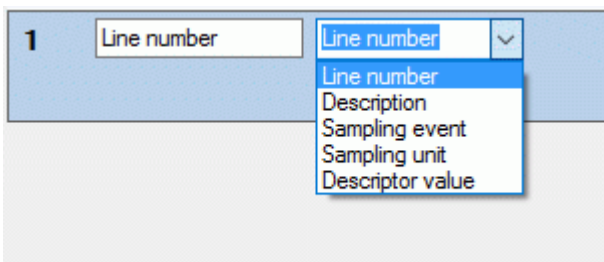 1 Line number Line number
Line number
Description
Sampling event
Sampling unit
Descriptor value